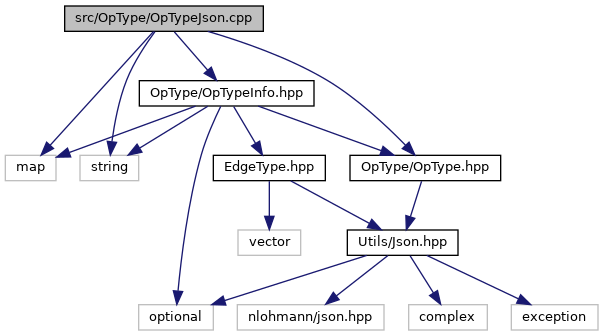 src/OpType/OpTypeJson.cpp
OpType/OpTypeInfo.hpp
map
string
EdgeType.hpp
OpType/OpType.hpp
vector
Utils/Json.hpp
optional
nlohmann/json.hpp
complex
exception